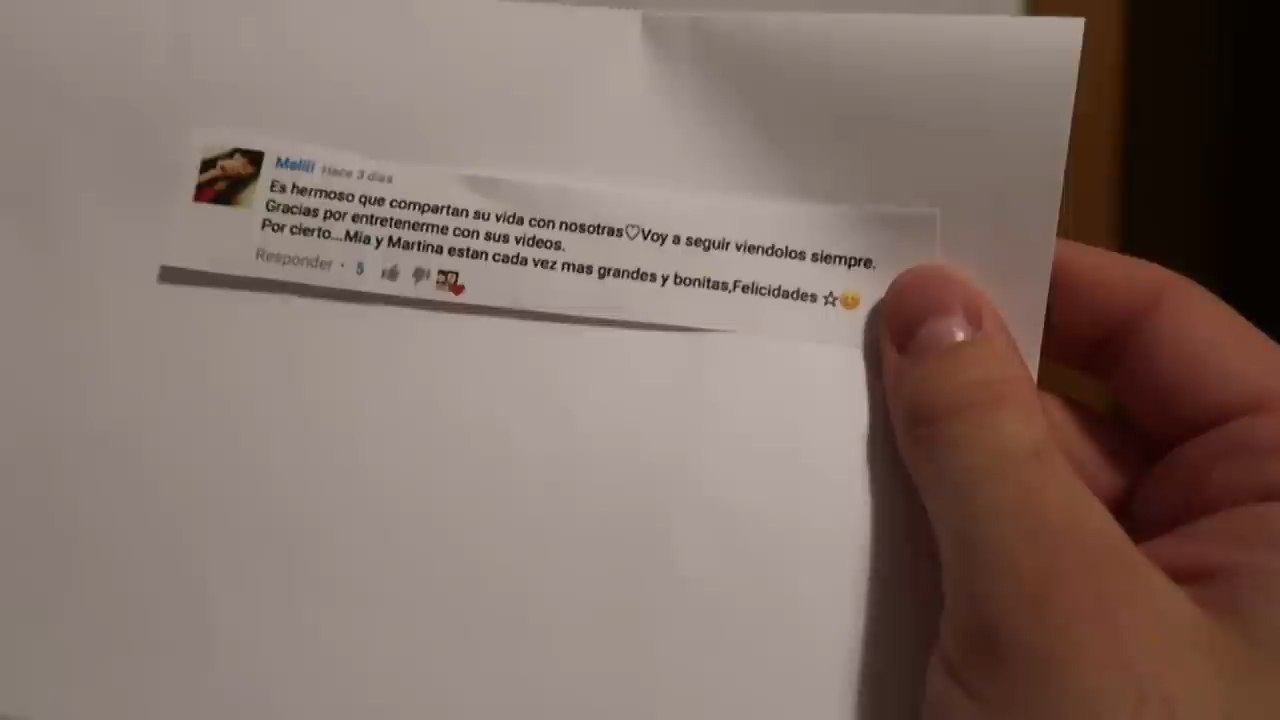 Meliii Hace 3 días
Es hermoso que compartan su vida con nosotras♡Voy a seguir viendolos siempre.
Gracias por entretenerme con sus videos.
Por cierto...Mia y Martina estan cada vez mas grandes y bonitas,Felicidades ☆😊
Responder · 5